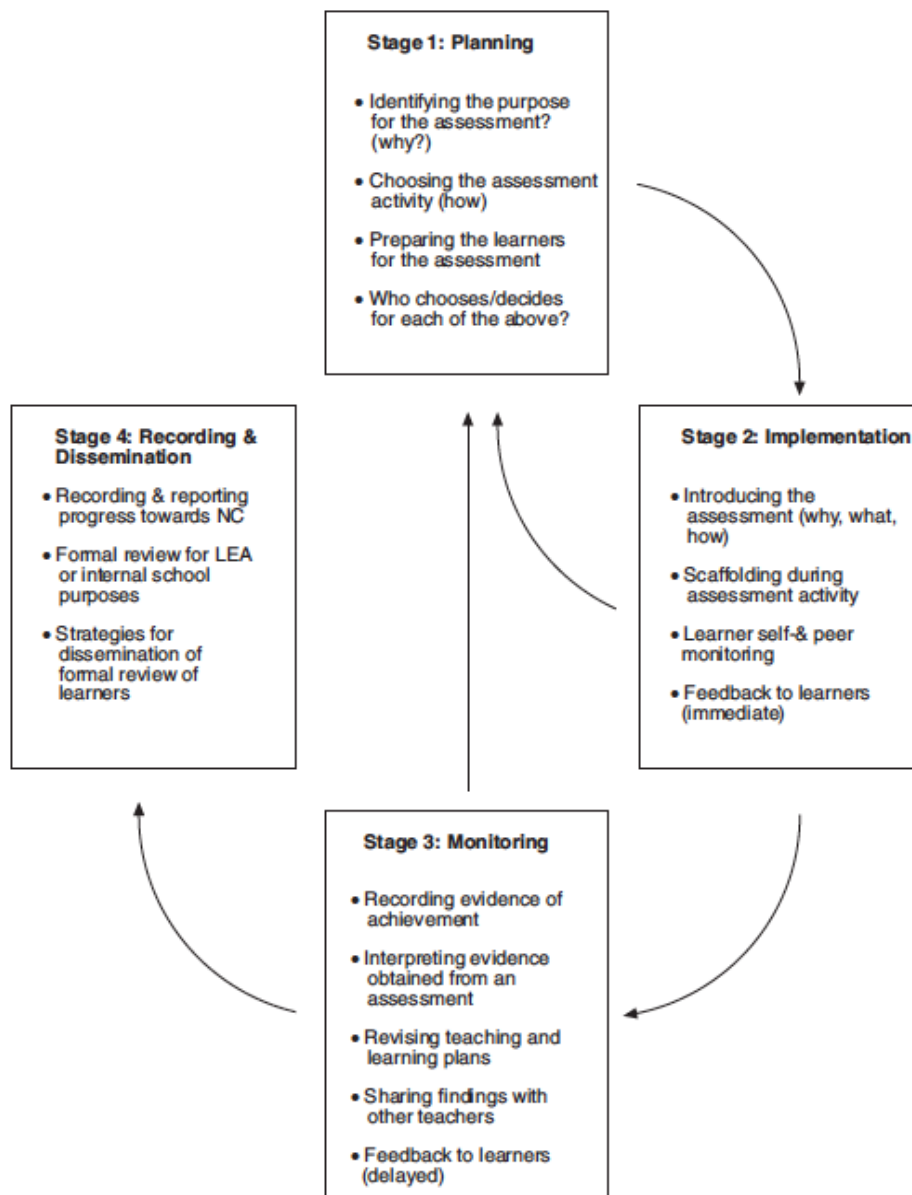 Stage 1: Planning
• Identifying the purpose
for the assessment?
(why?)
• Choosing the assessment
activity (how)
• Preparing the learners
for the assessment
• Who chooses/decides
for each of the above?
Stage 2: Implementation
• Introducing the
assessment (why, what,
how)
• Scaffolding during
assessment activity
• Learner self-& peer
monitoring
• Feedback to learners
(immediate)
Stage 3: Monitoring
• Recording evidence of
achievement
• Interpreting evidence
obtained from an
assessment
• Revising teaching and
learning plans
• Sharing findings with
other teachers
• Feedback to learners
(delayed)
Stage 4: Recording &
Dissemination
• Recording & reporting
progress towards NC
• Formal review for LEA
or internal school
purposes
• Strategies for
dissemination of
formal review of
learners